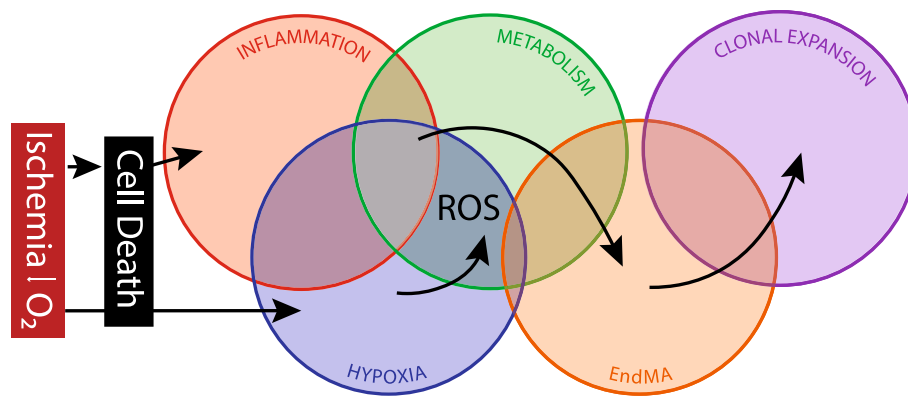 Ischemia | O₂
Cell Death
INFLAMMATION
METABOLISM
CLONAL EXPANSION
ROS
HYPOXIA
EndMA